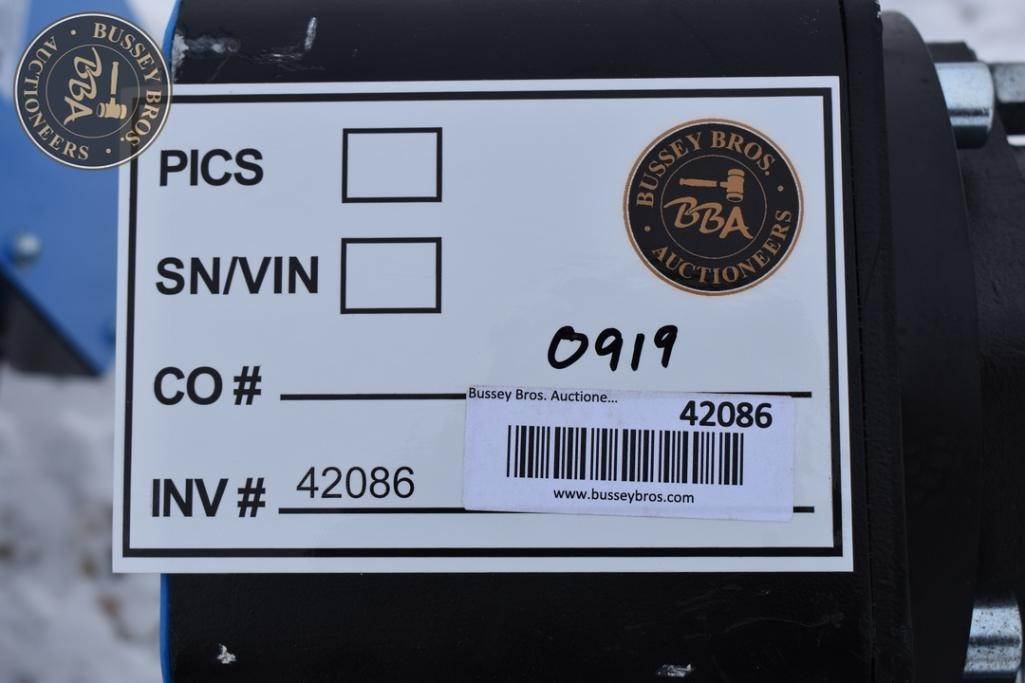 BUSSEY BROS.
BBA
AUCTIONEERS
PICS
BUSSEY BROS.
BBA
AUCTIONEERS
SN/VIN
0919
CO #
Bussey Bros. Auctione...
42086
INV # 42086
www.busseybros.com